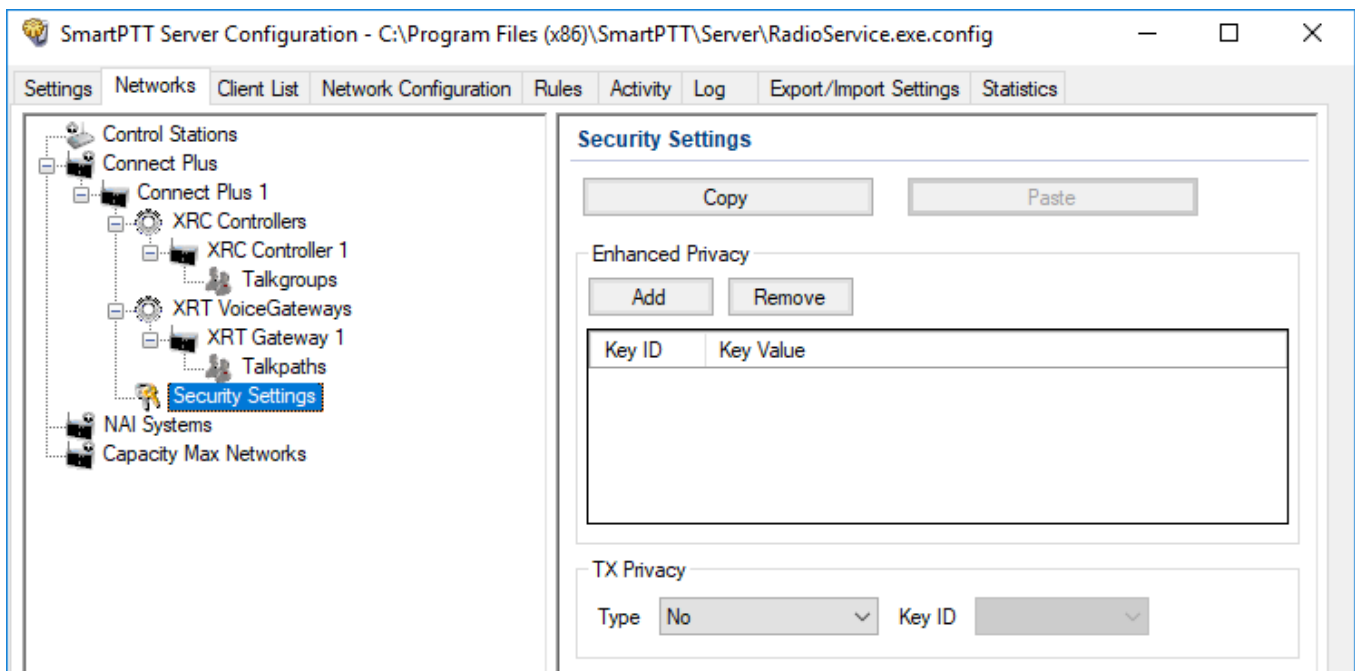 SmartPTT Server Configuration - C:\Program Files (x86)\SmartPTT\Server\RadioService.exe.config
Settings Networks Client List Network Configuration Rules Activity Log Export/Import Settings Statistics
Control Stations
Connect Plus
Connect Plus 1
XRC Controllers
XRC Controller 1
Talkgroups
XRT VoiceGateways
XRT Gateway 1
Talkpaths
Security Settings
NAI Systems
Capacity Max Networks
Security Settings
Copy Paste
Enhanced Privacy
Add Remove
Key ID Key Value
TX Privacy
Type No Key ID